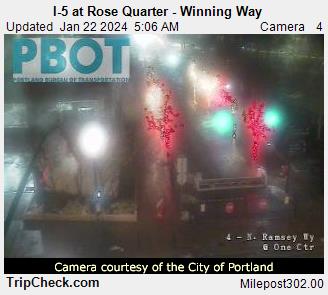 I-5 at Rose Quarter - Winning Way
Updated Jan 22 2024 5:06 AM Camera 4
PBOT
PORTLAND BUREAU OF TRANSPORTATION
4 - N. Ramsey Wy
@ One Ctr
Camera courtesy of the City of Portland
TripCheck.com Milepost302.00